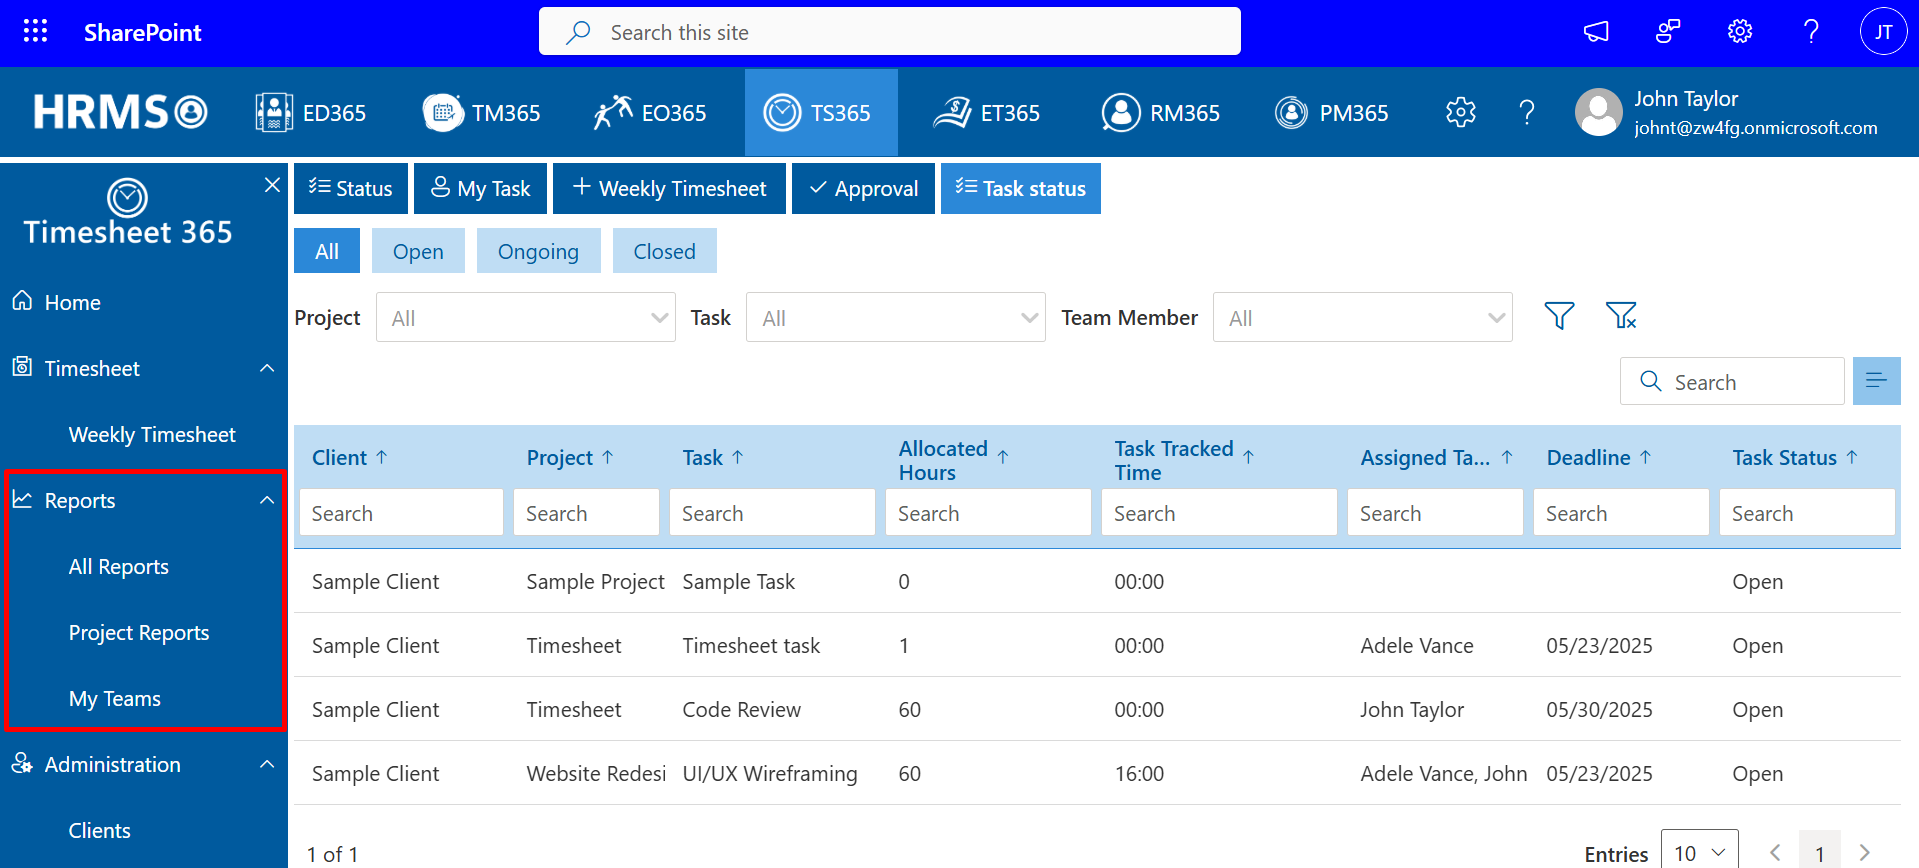 SharePoint
Search this site
JT
HRMS
ED365
TM365
EO365
TS365
ET365
RM365
PM365
?
John Taylor
johnt@zw4fg.onmicrosoft.com
Timesheet 365
Home
Timesheet
Weekly Timesheet
Reports
All Reports
Project Reports
My Teams
Administration
Clients
Status
My Task
Weekly Timesheet
Approval
Task status
All
Open
Ongoing
Closed
Project
All
Task
All
Team Member
All
Search
Client
Project
Task
Allocated Hours
Task Tracked Time
Assigned Ta...
Deadline
Task Status
Search Search Search Search Search Search Search Search
Sample Client Sample Project Sample Task 0 00:00 Open
Sample Client Timesheet Timesheet task 1 00:00 Adele Vance 05/23/2025 Open
Sample Client Timesheet Code Review 60 00:00 John Taylor 05/30/2025 Open
Sample Client Website Redesi UI/UX Wireframing 60 16:00 Adele Vance, John 05/23/2025 Open
1 of 1
Entries 10
1